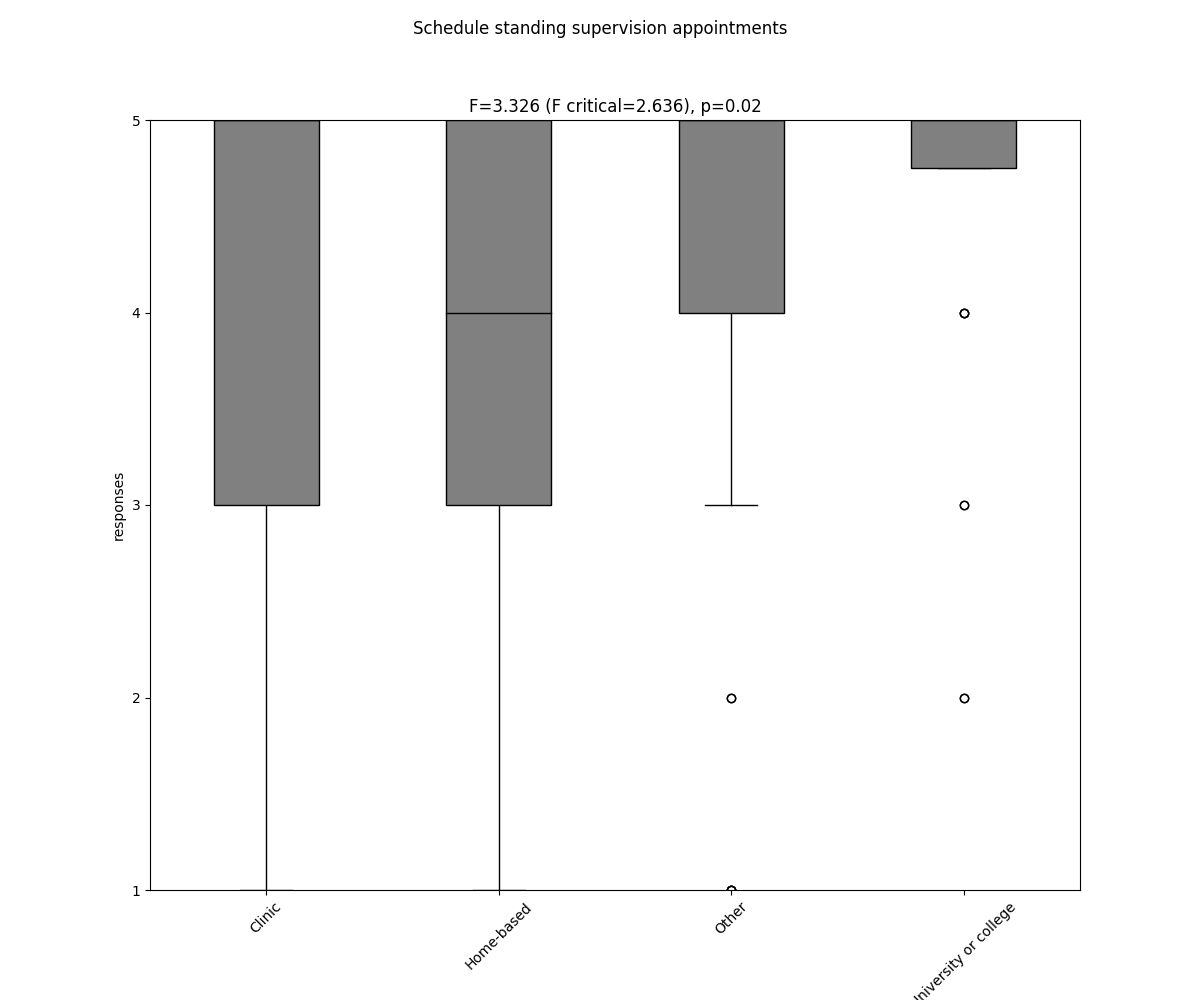 Schedule standing supervision appointments
F=3.326 (F critical=2.636), p=0.02
5
4
3
2
1
responses
Clinic
Home-based
Other
or college